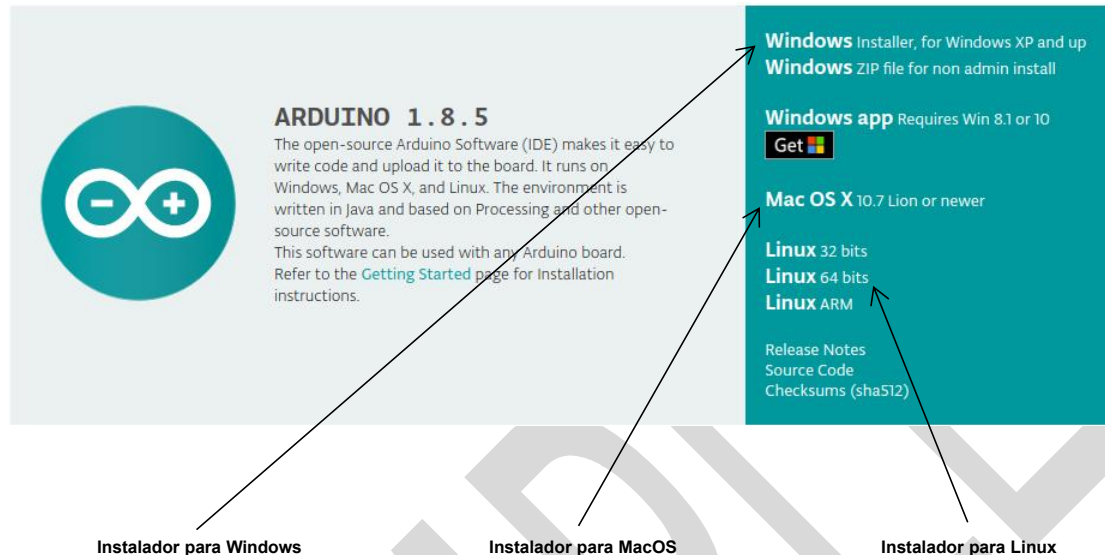 ARDUINO 1.8.5
The open-source Arduino Software (IDE) makes it easy to
write code and upload it to the board. It runs on
Windows, Mac OS X, and Linux. The environment is
written in Java and based on Processing and other open-
source software.
This software can be used with any Arduino board.
Refer to the Getting Started page for Installation
instructions.
Windows Installer, for Windows XP and up
Windows ZIP file for non admin install
Windows app Requires Win 8.1 or 10
Get
Mac OS X 10.7 Lion or newer
Linux 32 bits
Linux 64 bits
Linux ARM
Release Notes
Source Code
Checksums (sha512)
Instalador para Windows
Instalador para MacOS
Instalador para Linux